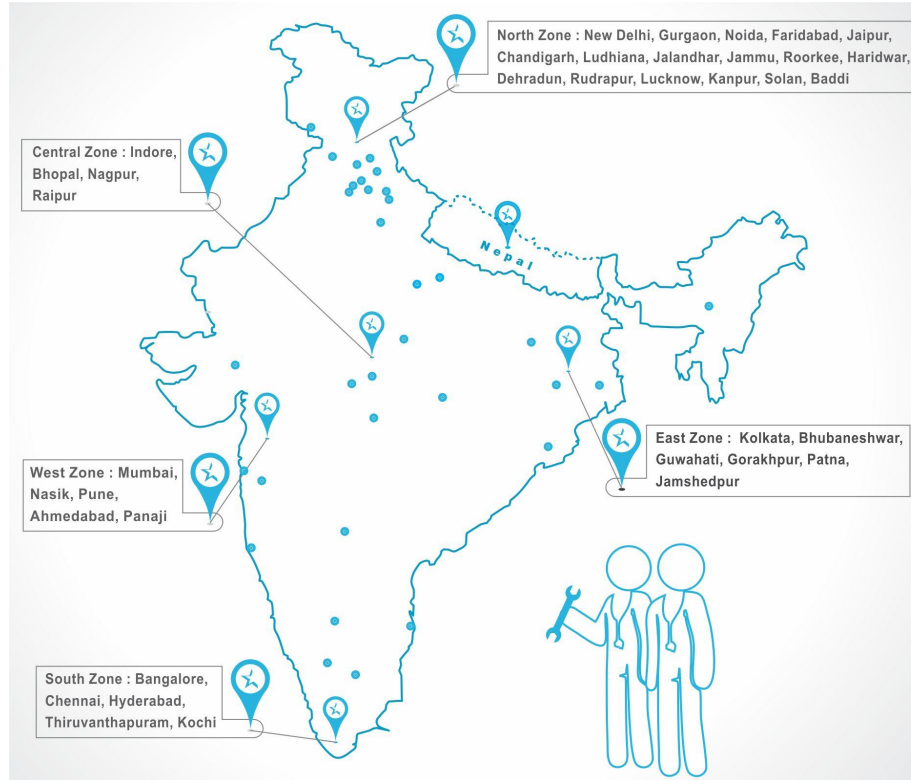 North Zone : New Delhi, Gurgaon, Noida, Faridabad, Jaipur,
Chandigarh, Ludhiana, Jalandhar, Jammu, Roorkee, Haridwar,
Dehradun, Rudrapur, Lucknow, Kanpur, Solan, Baddi
Central Zone : Indore,
Bhopal, Nagpur,
Raipur
Nepal
West Zone : Mumbai,
Nasik, Pune,
Ahmedabad, Panaji
East Zone : Kolkata, Bhubaneshwar,
Guwahati, Gorakhpur, Patna,
Jamshedpur
South Zone : Bangalore,
Chennai, Hyderabad,
Thiruvanthapuram, Kochi